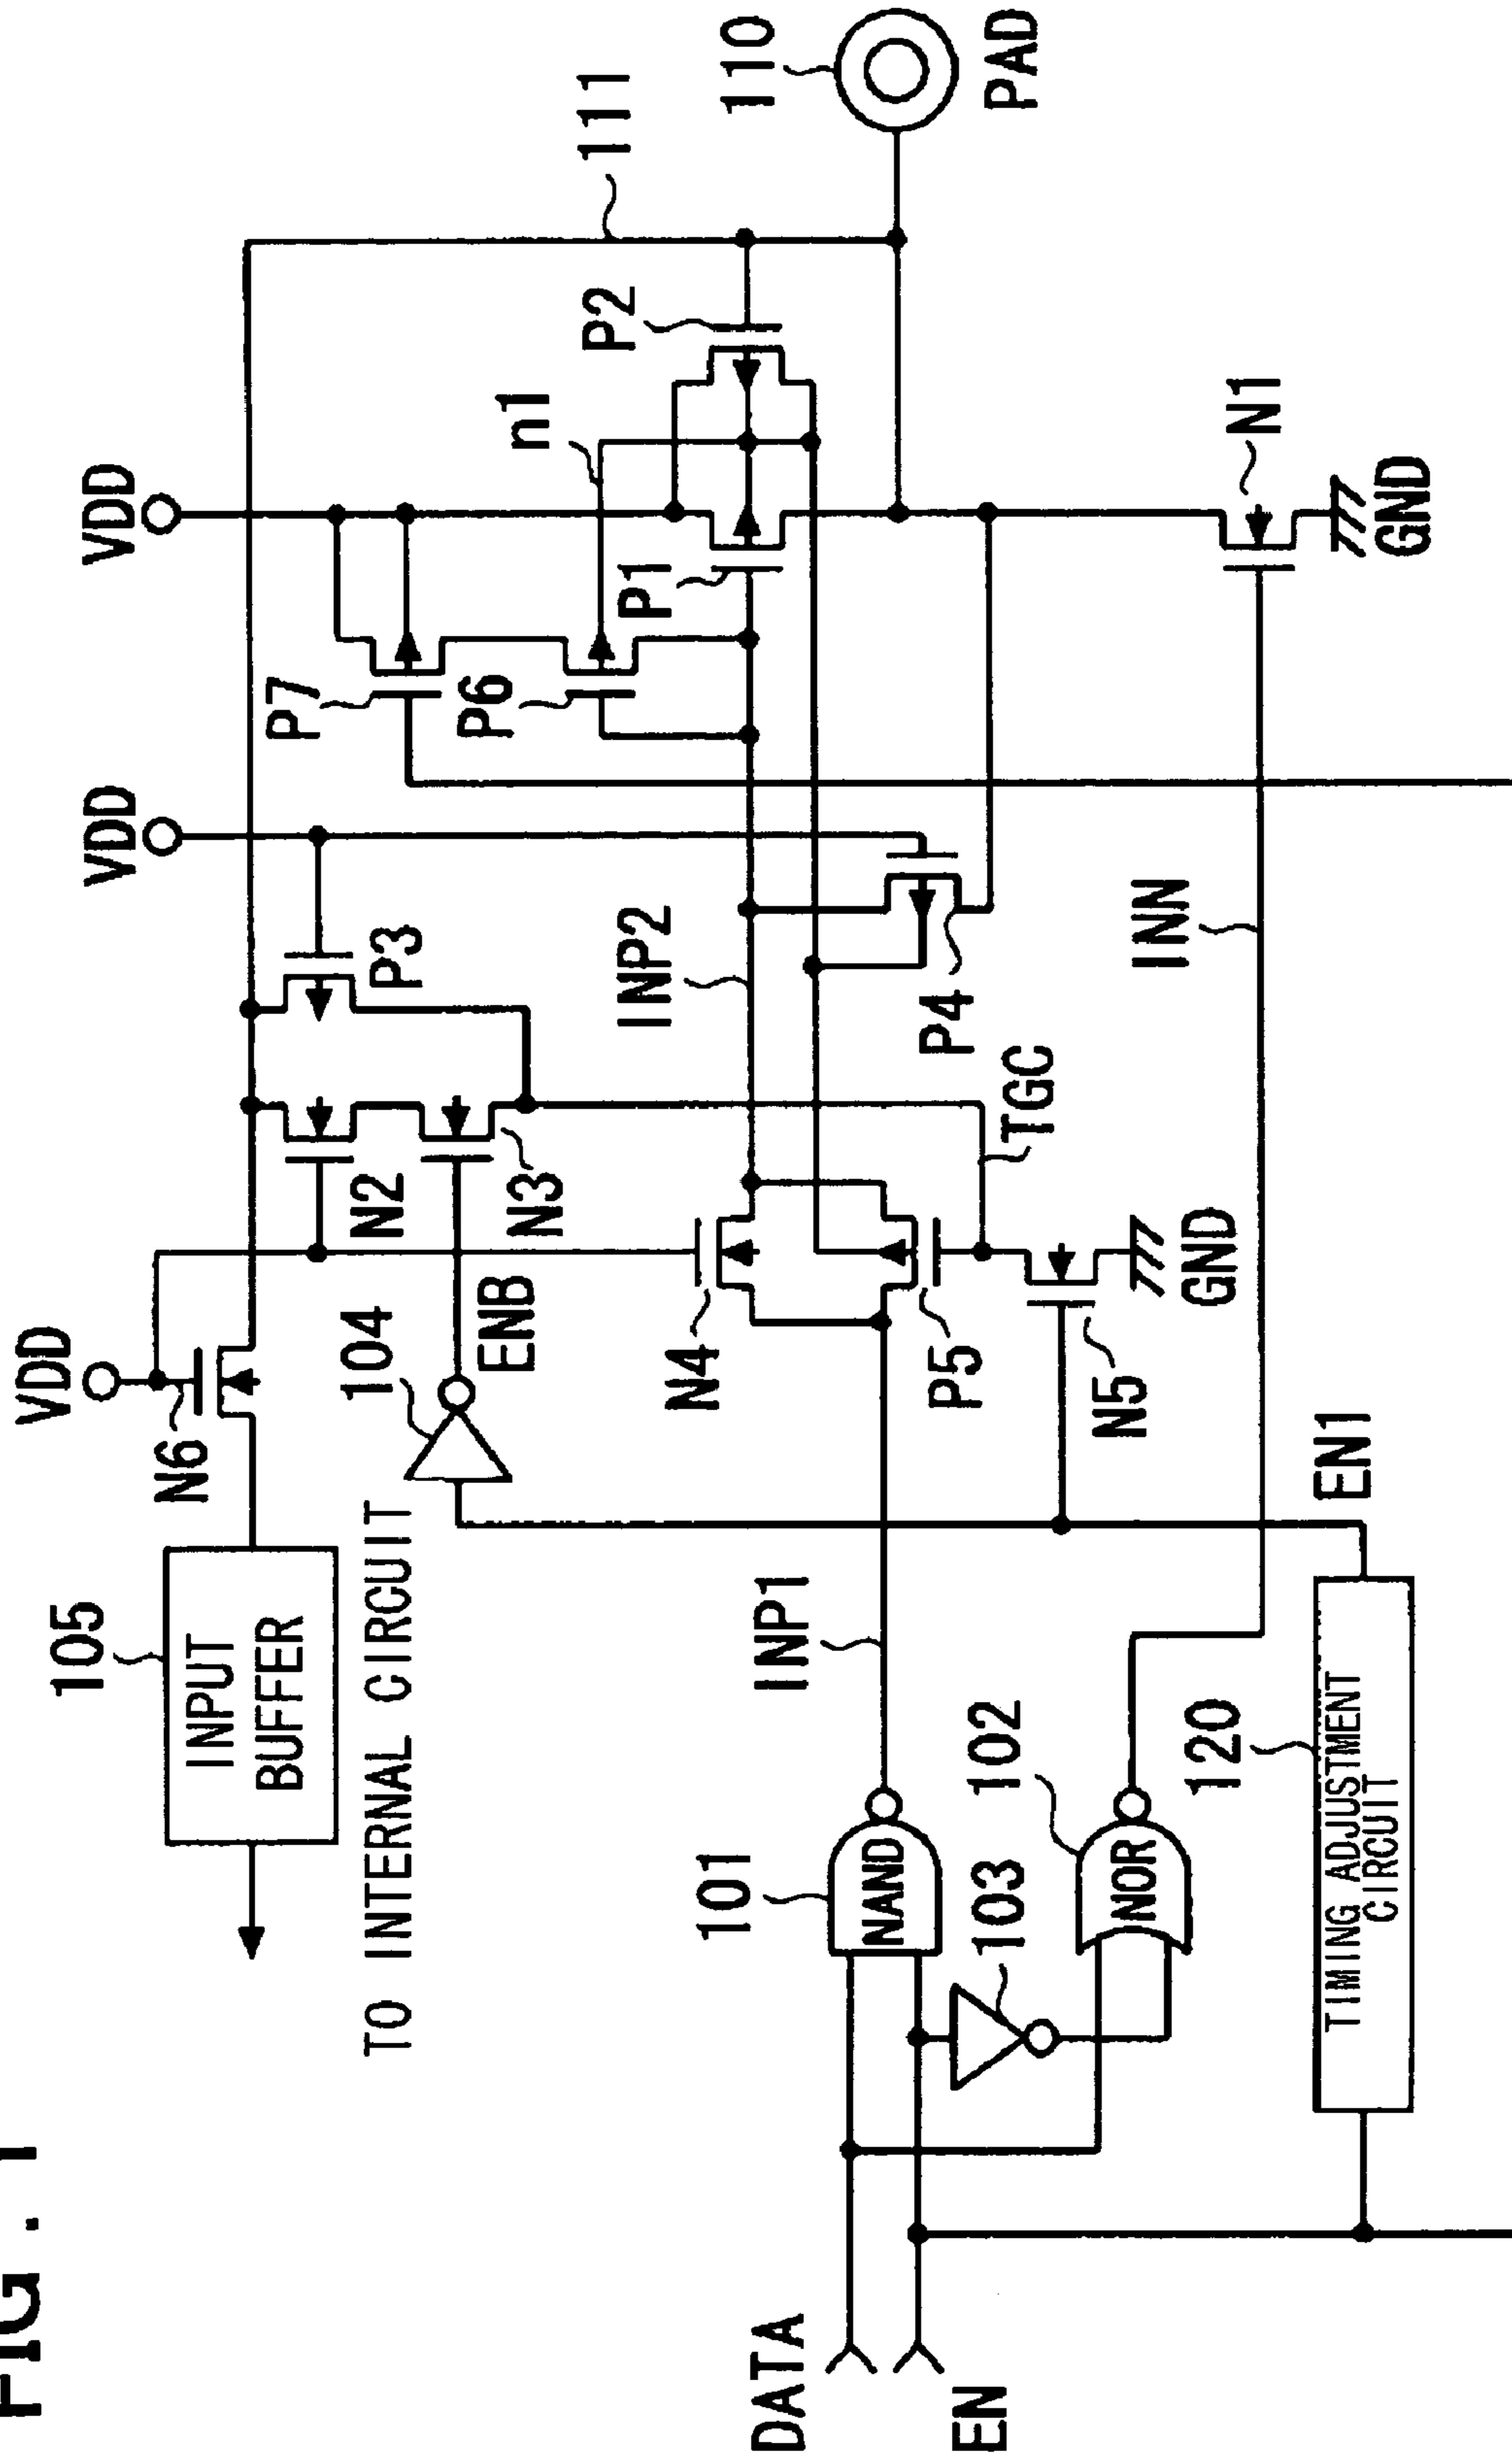 FIG. 1
VDD
VDD
VDD
105
INPUT
BUFFER
TO INTERNAL CIRCUIT
N6
104
ENB
N2
N3
P3
P7
P6
n1
P2
111
110
PAD
P1
101
NAND
INP1
N4
P5
INP2
P4
TGC
N5
GND
DATA
EN
103
102
NOR
INN
N1
GND
120
TIMING ADJUSTMENT
CIRCUIT
EN1